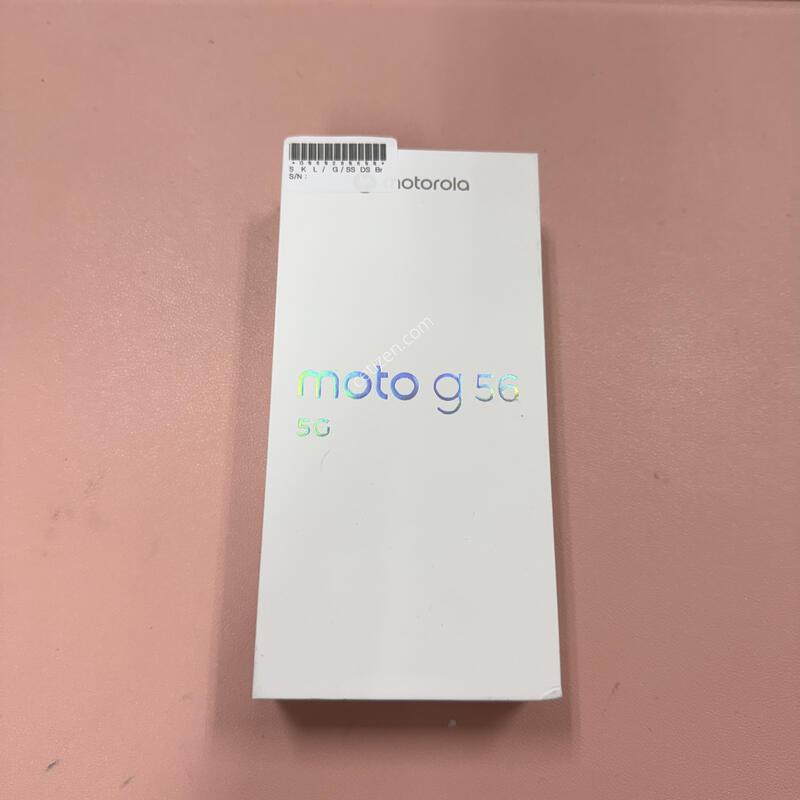 S K L / G/SS DS Br
S/N :
motorola
moto g 56
5G